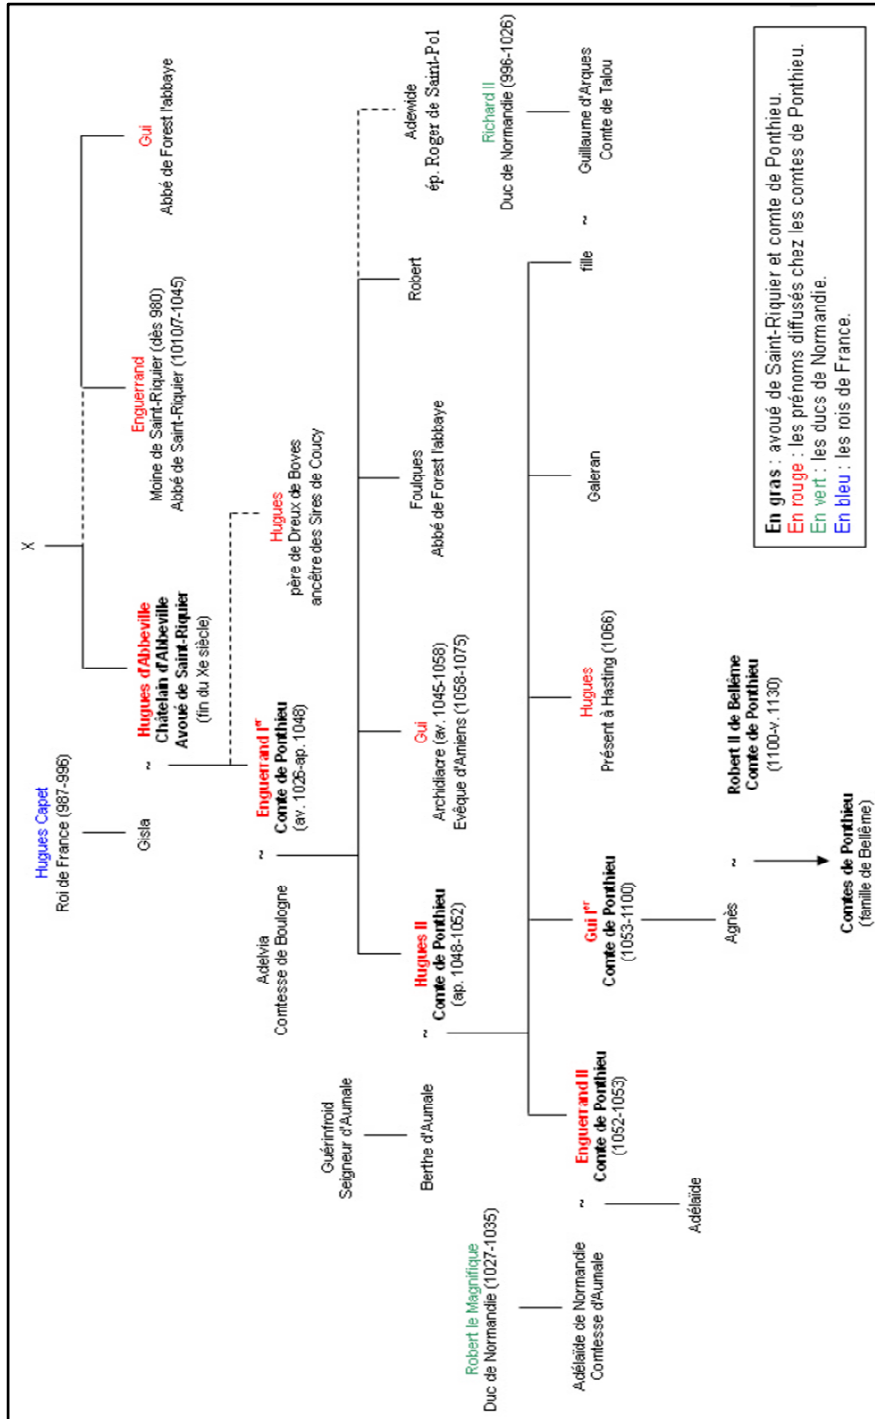 X
Hugues Capet
Roi de France (987-996)
Gisla
~
Hugues d'Abbeville
Châtelain d'Abbeville
Avoué de Saint-Riquier
(fin du Xe siècle)
Enguerrand
Moine de Saint-Riquier (dès 980)
Abbé de Saint-Riquier (1010/7-1045)
Gui
Abbé de Forest l'abbaye
Adelvia
Comtesse de Boulogne
~
Enguerrand Iᵉʳ
Comte de Ponthieu
(av. 1026-ap. 1048)
Hugues
père de Dreux de Boves
ancêtre des Sires de Coucy
Guérinfroid
Seigneur d'Aumale
Berthe d'Aumale
~
Hugues II
Comte de Ponthieu
(ap. 1048-1052)
Gui
Archidiacre (av. 1045-1058)
Evêque d'Amiens (1058-1075)
Foulques
Abbé de Forest l'abbaye
Robert
Adewide
ép. Roger de Saint-Pol
Robert le Magnifique
Duc de Normandie (1027-1035)
Richard II
Duc de Normandie (996-1026)
Adélaïde de Normandie
Comtesse d'Aumale
~
Enguerrand II
Comte de Ponthieu
(1052-1053)
Gui Iᵉʳ
Comte de Ponthieu
(1053-1100)
Hugues
Présent à Hasting (1066)
Galeran
fille
~
Guillaume d'Arques
Comte de Talou
Adélaïde
Agnès
~
Robert II de Bellême
Comte de Ponthieu
(1100-v. 1130)
Comtes de Ponthieu
(famille de Bellême)
En gras : avoué de Saint-Riquier et comte de Ponthieu.
En rouge : les prénoms diffusés chez les comtes de Ponthieu.
En vert : les ducs de Normandie.
En bleu : les rois de France.